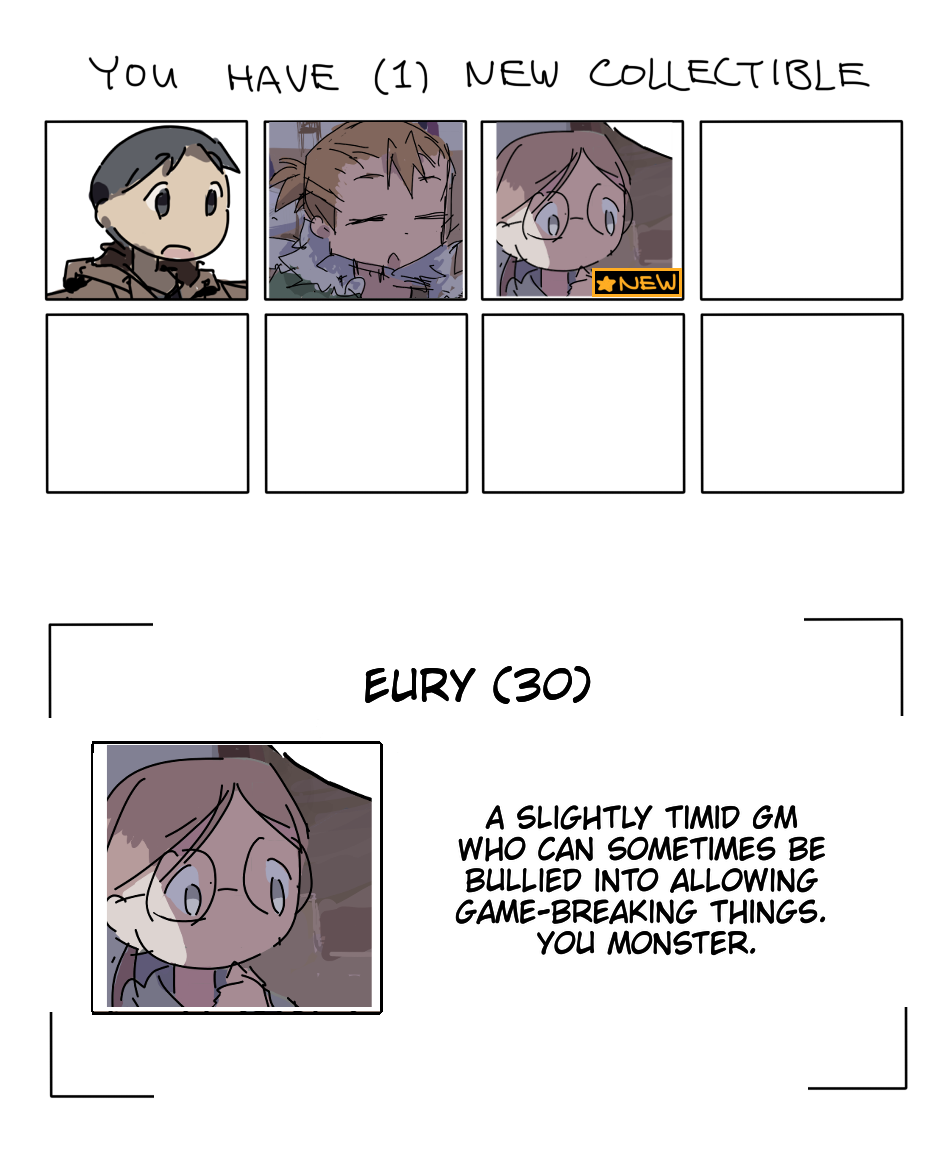 YOU HAVE (1) NEW COLLECTIBLE
★NEW
EURY (30)
A SLIGHTLY TIMID GM
WHO CAN SOMETIMES BE
BULLIED INTO ALLOWING
GAME-BREAKING THINGS.
YOU MONSTER.